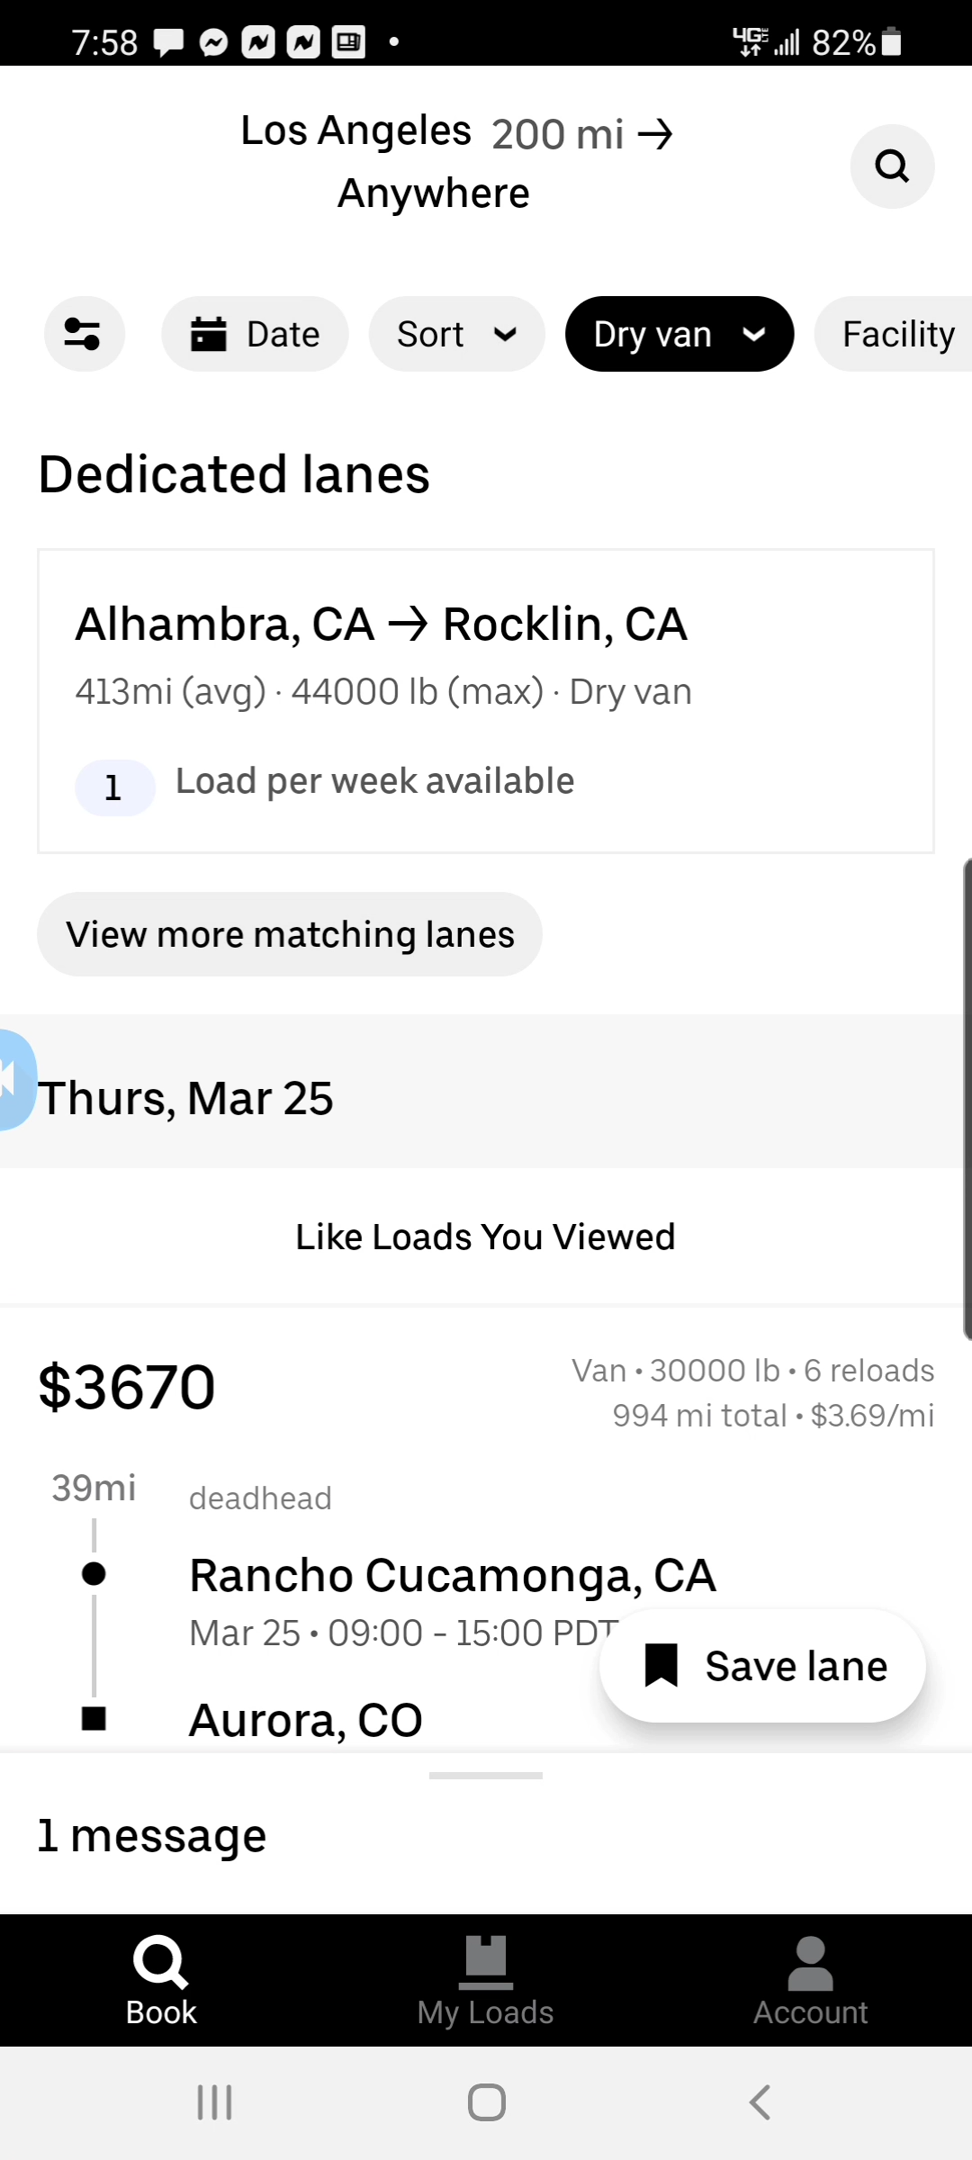 7:58 4G LTE 82%
Los Angeles 200 mi →
Anywhere
Date Sort Dry van Facility
Dedicated lanes
Alhambra, CA → Rocklin, CA
413mi (avg) · 44000 lb (max) · Dry van
1 Load per week available
View more matching lanes
Thurs, Mar 25
Like Loads You Viewed
$3670
Van • 30000 lb • 6 reloads
994 mi total • $3.69/mi
39mi deadhead
Rancho Cucamonga, CA
Mar 25 • 09:00 - 15:00 PDT
Save lane
Aurora, CO
1 message
Book My Loads Account